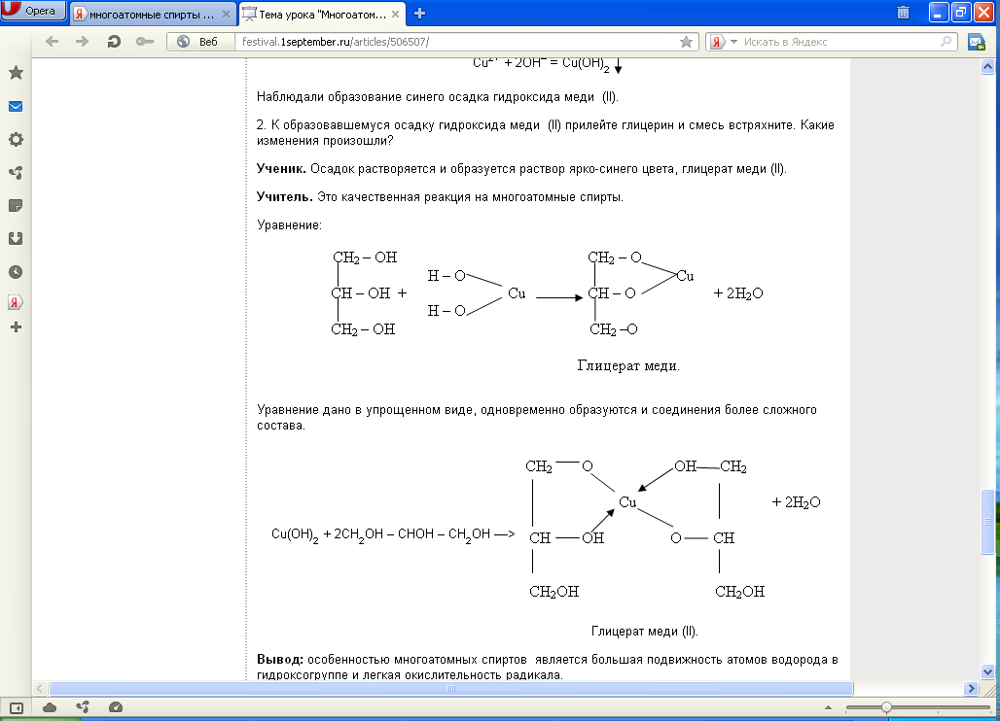 Opera
многоатомные спирты ...
Тема урока "Многоатом...
Веб
festival.1september.ru/articles/506507/
Искать в Яндекс
Cu²⁺ + 2OH⁻ = Cu(OH)₂ ↓
Наблюдали образование синего осадка гидроксида меди (II).
2. К образовавшемуся осадку гидроксида меди (II) прилейте глицерин и смесь встряхните. Какие
изменения произошли?
Ученик. Осадок растворяется и образуется раствор ярко-синего цвета, глицерат меди (II).
Учитель. Это качественная реакция на многоатомные спирты.
Уравнение:
CH₂ – OH CH₂ – O
H – O Cu
CH – OH + Cu → CH – O + 2H₂O
H – O
CH₂ – OH CH₂ –O
Глицерат меди.
Уравнение дано в упрощенном виде, одновременно образуются и соединения более сложного
состава.
CH₂ — O OH — CH₂
Cu + 2H₂O
Cu(OH)₂ + 2CH₂OH – CHOH – CH₂OH —> CH — OH O — CH
CH₂OH CH₂OH
Глицерат меди (II).
Вывод: особенностью многоатомных спиртов является большая подвижность атомов водорода в
гидроксогруппе и легкая окислительность радикала.